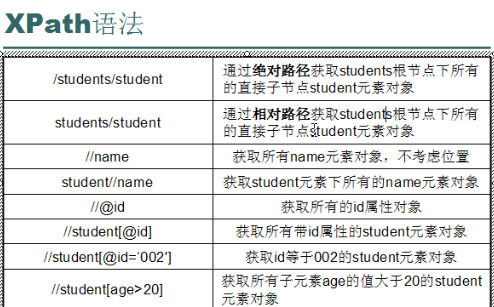 XPath语法
/students/student
通过绝对路径获取students根节点下所有
的直接子节点student元素对象
students/student
通过相对路径获取students根节点下所有
的直接子节点student元素对象
//name
获取所有name元素对象，不考虑位置
student//name
获取student元素下所有的name元素对象
//@id
获取所有的id属性对象
//student[@id]
获取所有带id属性的student元素对象
//student[@id='002']
获取id等于002的student元素对象
//student[age>20]
获取所有子元素age的值大于20的student
元素对象